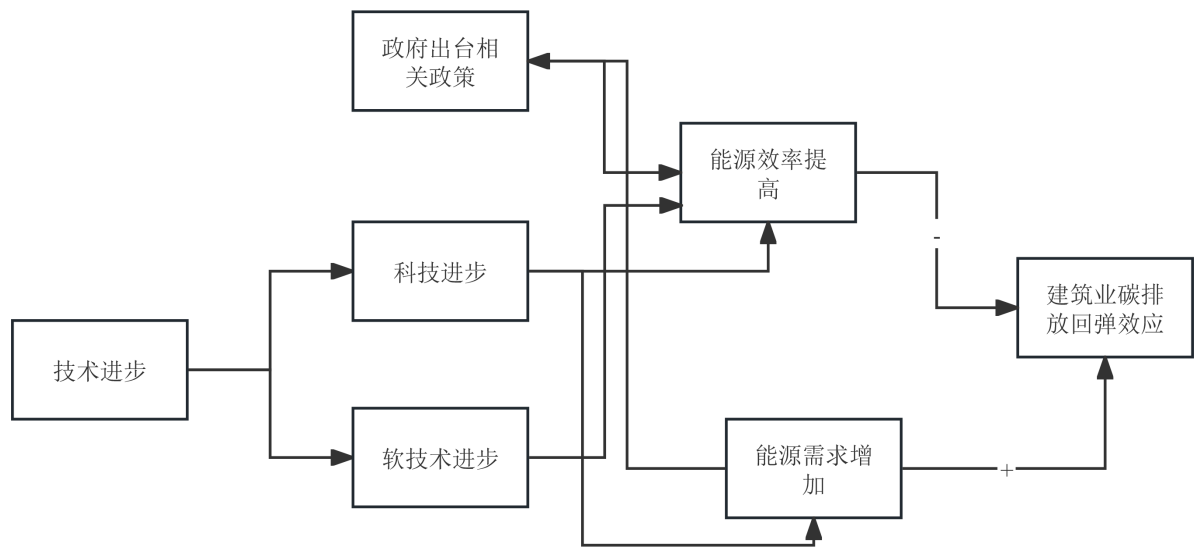 政府出台相
关政策
能源效率提
高
-
科技进步
建筑业碳排
放回弹效应
技术进步
软技术进步
能源需求增
加
+